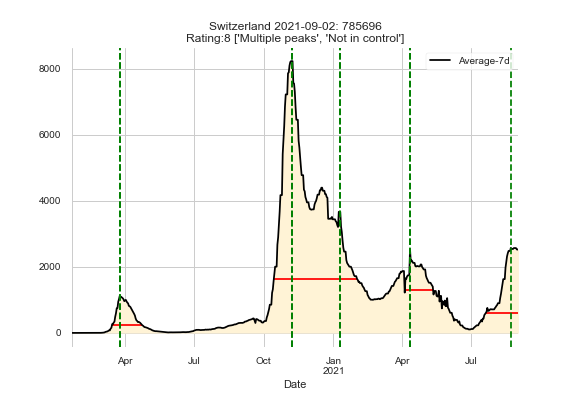 Switzerland 2021-09-02: 785696
Rating:8 ['Multiple peaks', 'Not in control']
Average-7d
8000
6000
4000
2000
0
Apr
Jul
Oct
Jan
2021
Apr
Jul
Date